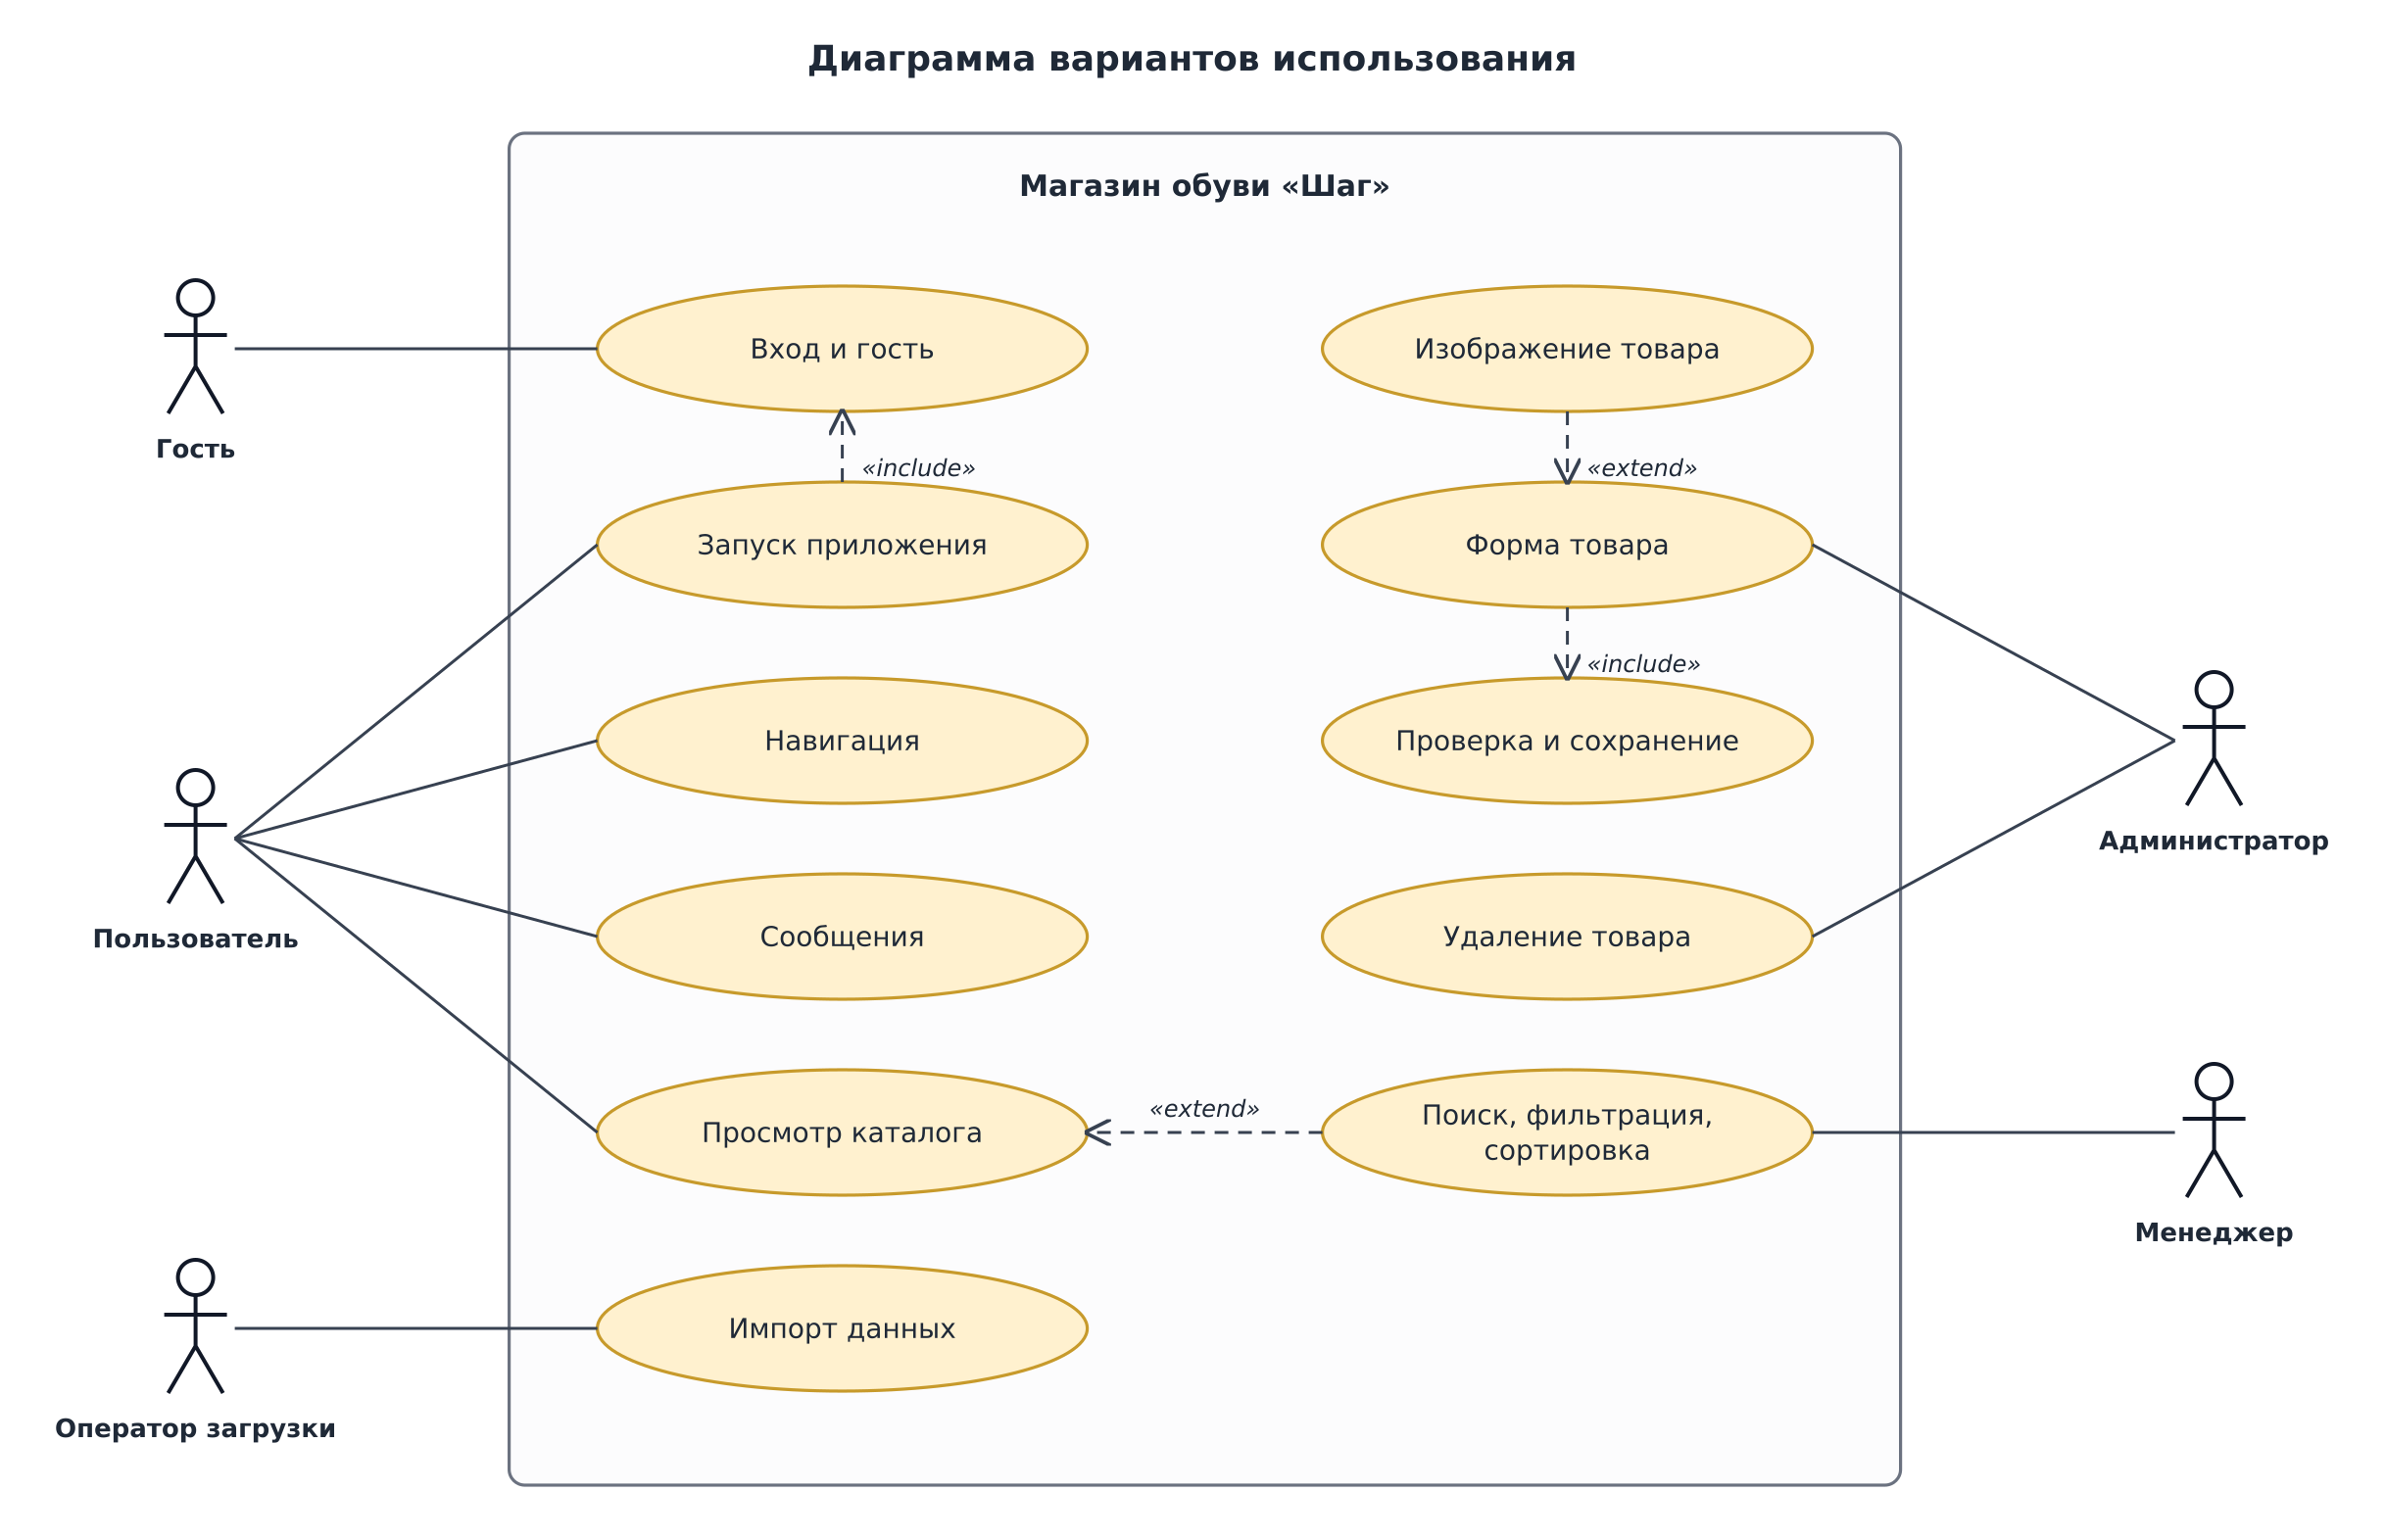 Диаграмма вариантов использования
Магазин обуви «Шаг»
Вход и гость
Изображение товара
Гость
«include»
«extend»
Запуск приложения
Форма товара
«include»
Навигация
Проверка и сохранение
Администратор
Пользователь
Сообщения
Удаление товара
«extend»
Просмотр каталога
Поиск, фильтрация,
сортировка
Менеджер
Импорт данных
Оператор загрузки